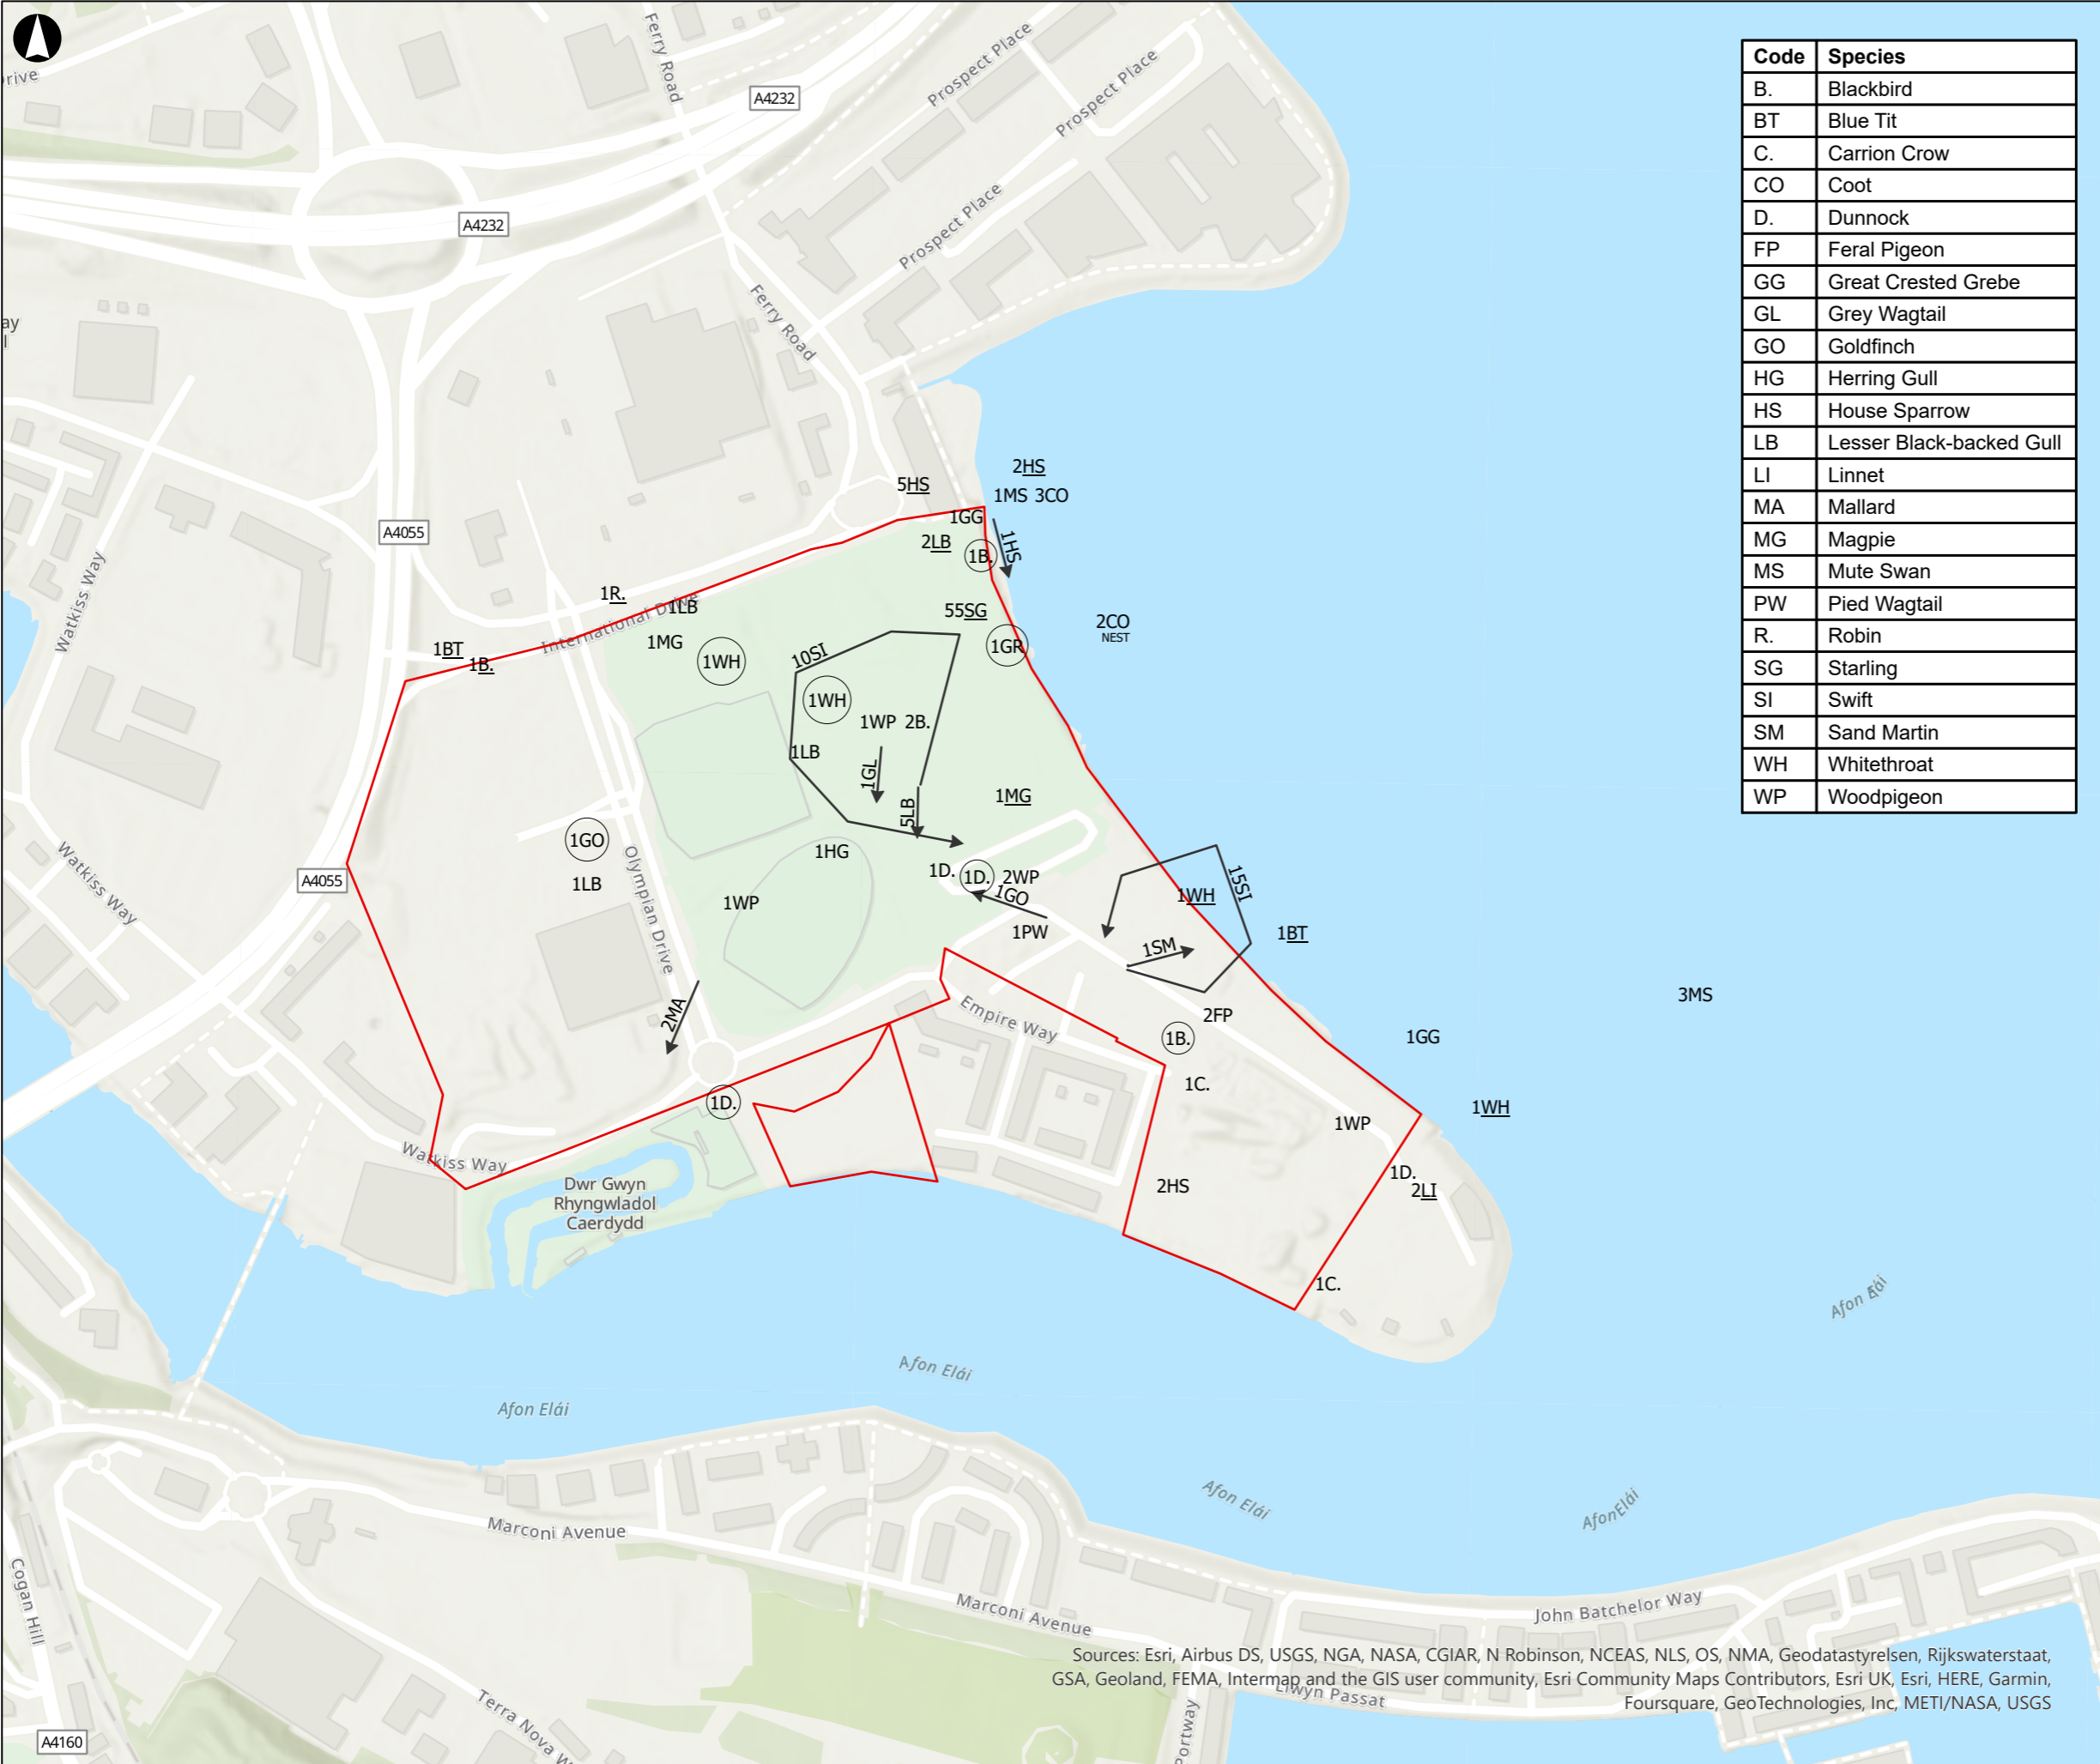 Code Species
B. Blackbird
BT Blue Tit
C. Carrion Crow
CO Coot
D. Dunnock
FP Feral Pigeon
GG Great Crested Grebe
GL Grey Wagtail
GO Goldfinch
HG Herring Gull
HS House Sparrow
LB Lesser Black-backed Gull
LI Linnet
MA Mallard
MG Magpie
MS Mute Swan
PW Pied Wagtail
R. Robin
SG Starling
SI Swift
SM Sand Martin
WH Whitethroat
WP Woodpigeon
Drive
Ferry Road
Prospect Place
Prospect Place
A4232
A4232
Prospect Place
Ferry Road
ay
A4055
Watkiss Way
2HS
5HS
1MS 3CO
1GG
2LB
1B.
1HS
1R.
1LB
International Drive
55SG
2CO
NEST
1BT
1B.
1MG
1WH
10SI
1GR
1WH
1WP 2B.
1LB
1GL
5LB
1MG
1GO
1HG
1D.
1D.
2WP
1LB
Olympian Drive
A4055
Watkiss Way
1WP
1GO
1PW
1WH
15SI
1BT
1SM
3MS
2MA
Empire Way
2FP
1B.
1GG
1C.
1D.
1WH
1WP
Watkiss Way
1D.
2LI
Dwr Gwyn
Rhyngwladol
Caerdydd
2HS
1C.
Afon Elái
Afon Elái
Afon Elái
Afon Elái
Afon Elái
Marconi Avenue
Cogan Hill
Marconi Avenue
John Batchelor Way
Terra Nova W
Llwyn Passat
Portway
A4160
Sources: Esri, Airbus DS, USGS, NGA, NASA, CGIAR, N Robinson, NCEAS, NLS, OS, NMA, Geodatastyrelsen, Rijkswaterstaat,
GSA, Geoland, FEMA, Intermap and the GIS user community, Esri Community Maps Contributors, Esri UK, Esri, HERE, Garmin,
Foursquare, GeoTechnologies, Inc, METI/NASA, USGS